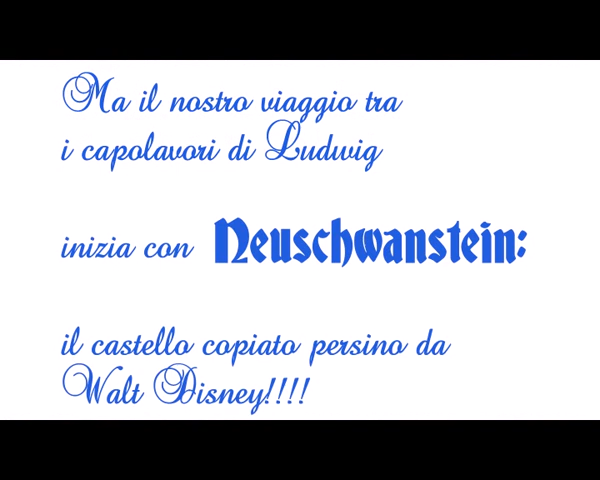 Ma il nostro viaggio tra
i capolavori di Ludwig
inizia con Neuschwanstein:
il castello copiato persino da
Walt Disney!!!!